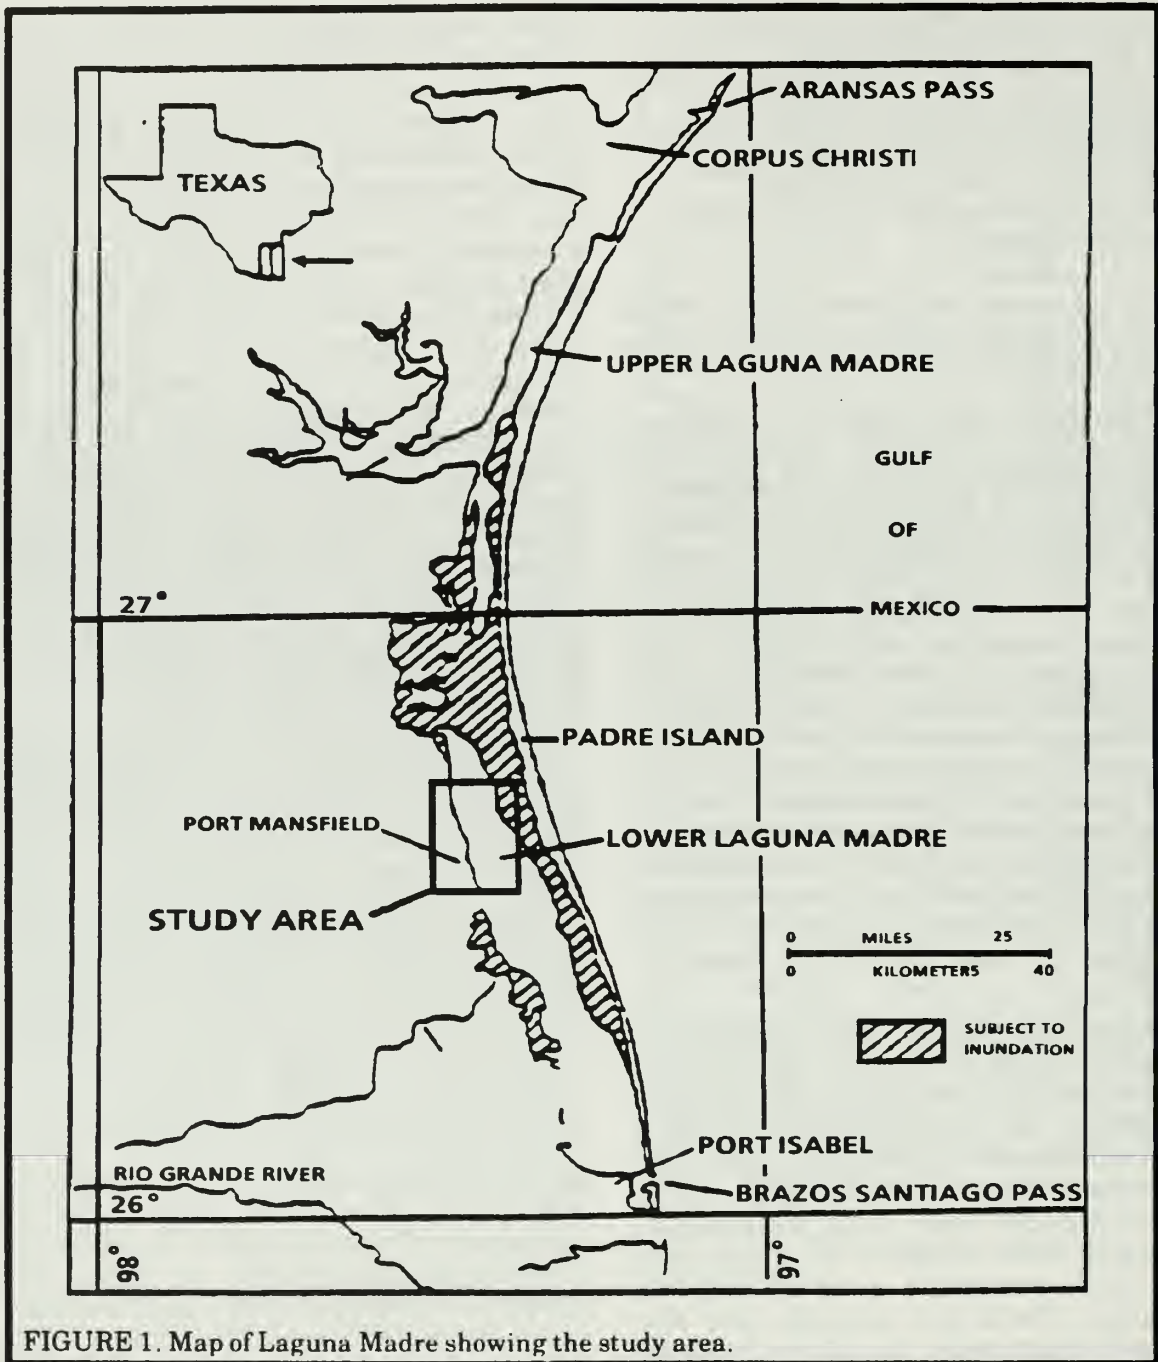 ARANSAS PASS
CORPUS CHRISTI
TEXAS
UPPER LAGUNA MADRE
GULF
OF
MEXICO
27°
PADRE ISLAND
PORT MANSFIELD
LOWER LAGUNA MADRE
STUDY AREA
0 MILES 25
0 KILOMETERS 40
SUBJECT TO
INUNDATION
PORT ISABEL
RIO GRANDE RIVER
BRAZOS SANTIAGO PASS
26°
98°
97°
FIGURE 1. Map of Laguna Madre showing the study area.